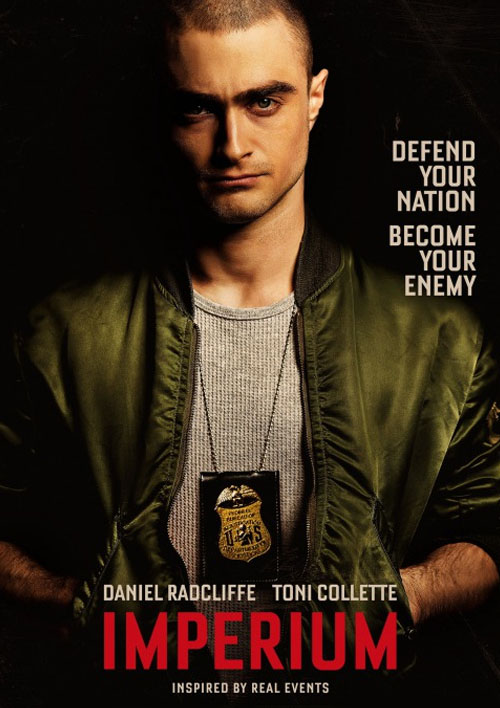 DEFEND
YOUR
NATION
BECOME
YOUR
ENEMY
U S
DANIEL RADCLIFFE TONI COLLETTE
IMPERIUM
INSPIRED BY REAL EVENTS